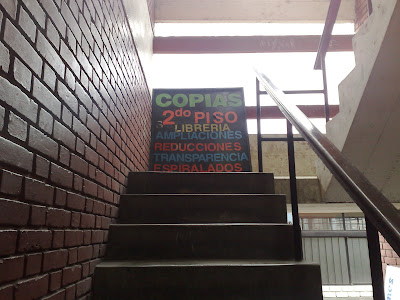 COPIAS
2do PISO
LIBRERIA
AMPLIACIONES
REDUCCIONES
TRANSPARENCIA
ESPIRALADOS